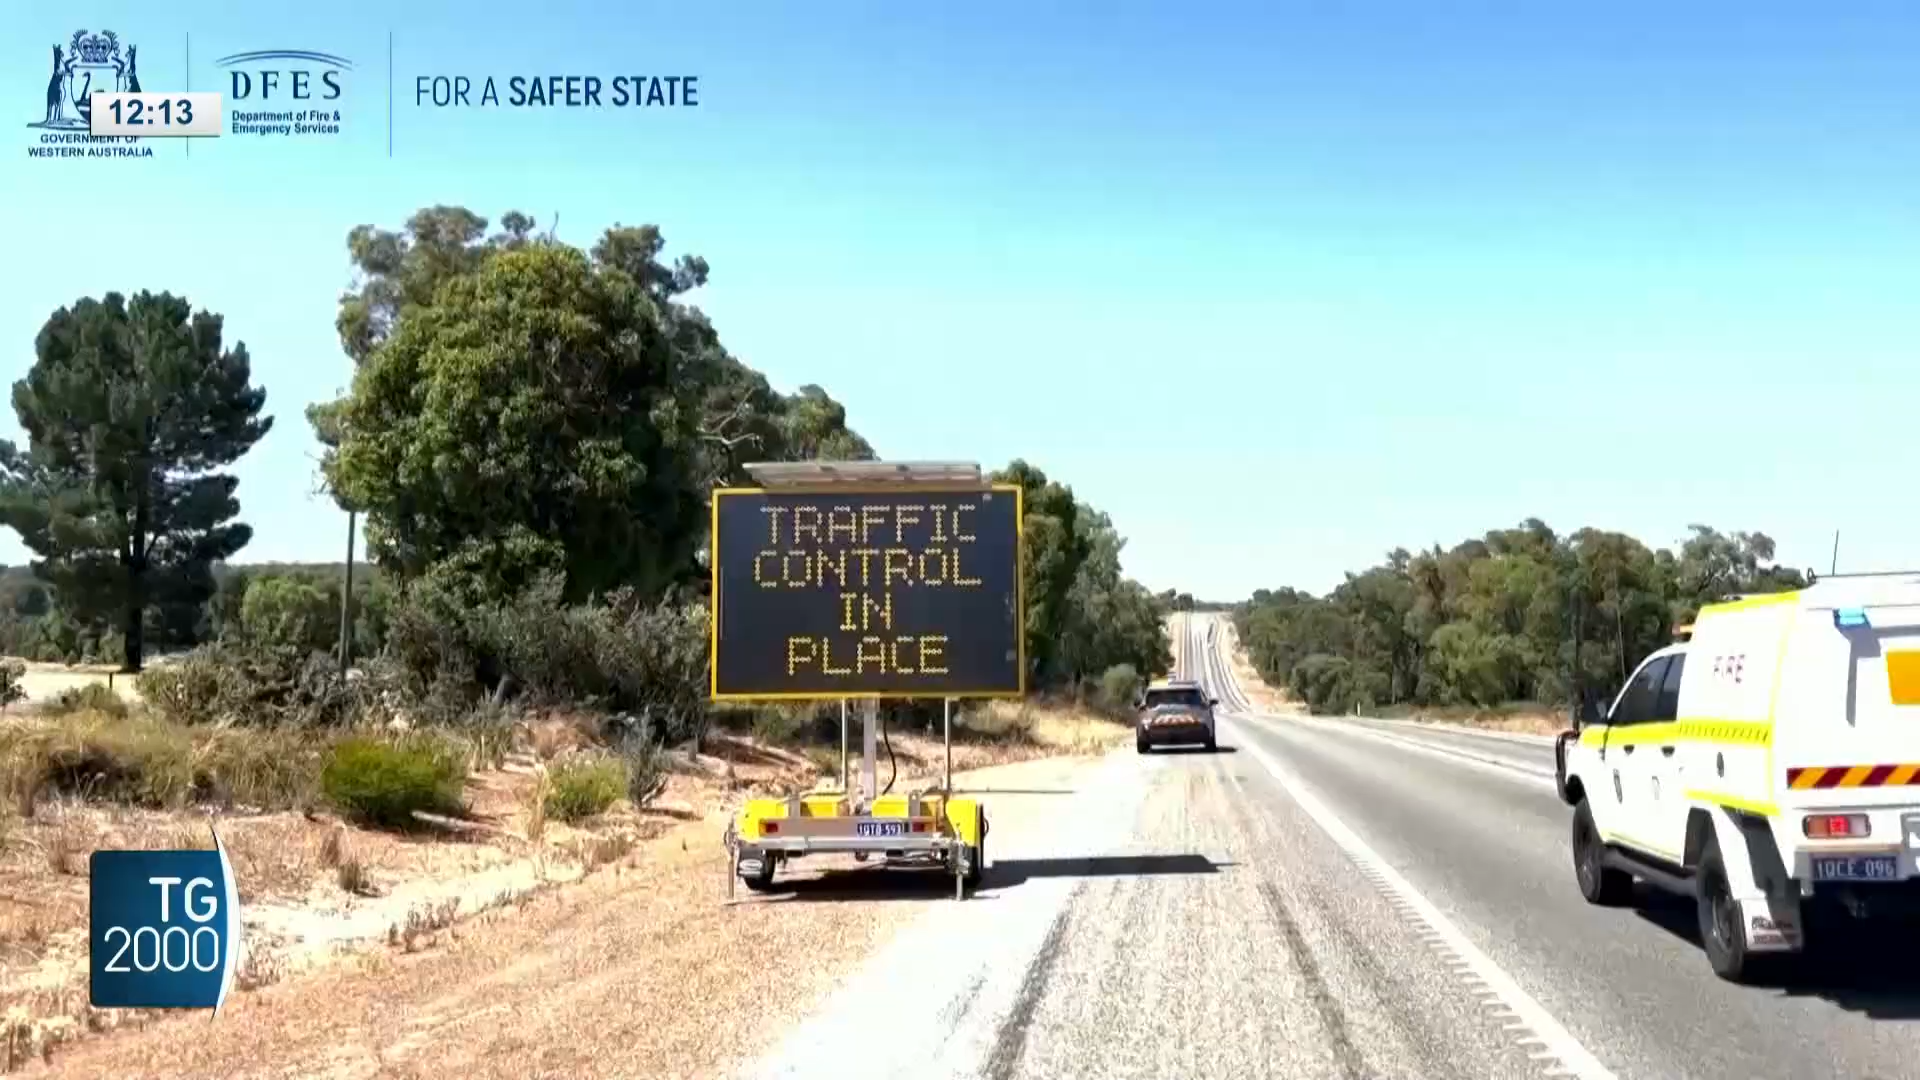 12:13
GOVERNMENT OF
WESTERN AUSTRALIA
DFES
Department of Fire &
Emergency Services
FOR A SAFER STATE
TRAFFIC
CONTROL
IN
PLACE
FIRE
1QCE 096
TG
2000